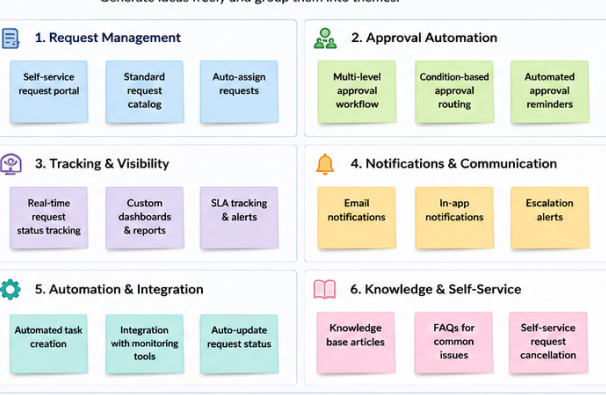 Generate ideas freely and group them into themes.
1. Request Management
Self-service
request portal
Standard
request
catalog
Auto-assign
requests
2. Approval Automation
Multi-level
approval
workflow
Condition-based
approval
routing
Automated
approval
reminders
3. Tracking & Visibility
Real-time
request
status tracking
Custom
dashboards
& reports
SLA tracking
& alerts
4. Notifications & Communication
Email
notifications
In-app
notifications
Escalation
alerts
5. Automation & Integration
Automated task
creation
Integration
with monitoring
tools
Auto-update
request status
6. Knowledge & Self-Service
Knowledge
base articles
FAQs for
common
issues
Self-service
request
cancellation